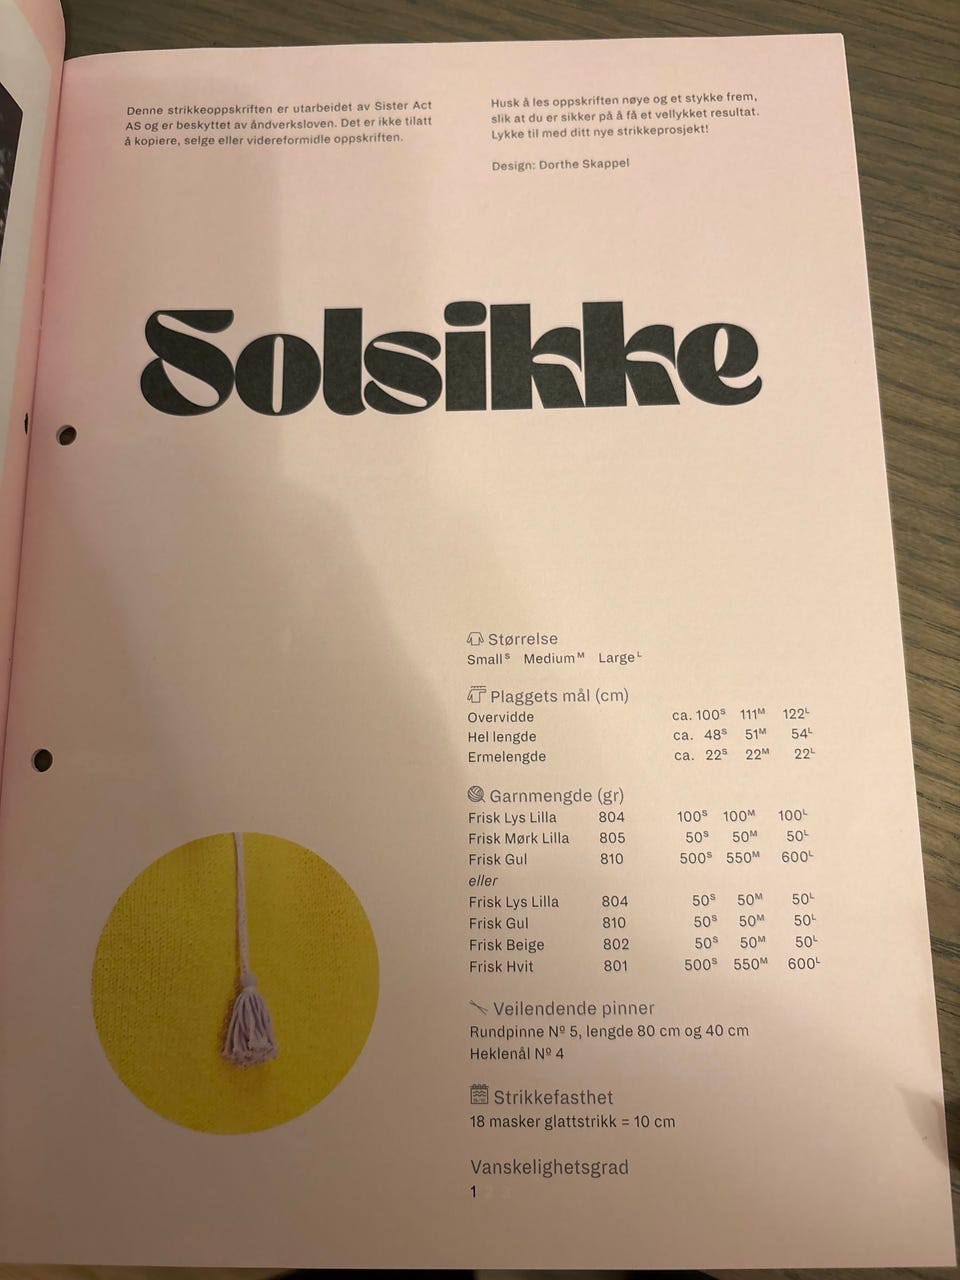 Denne strikkeoppskriften er utarbeidet av Sister Act
AS og er beskyttet av åndverksloven. Det er ikke tilatt
å kopiere, selge eller videreformidle oppskriften.
Husk å les oppskriften nøye og et stykke frem,
slik at du er sikker på å få et vellykket resultat.
Lykke til med ditt nye strikkeprosjekt!
Design: Dorthe Skappel
Solsikke
Størrelse
Small S Medium M Large L
Plaggets mål (cm)
Overvidde ca. 100 S 111 M 122 L
Hel lengde ca. 48 S 51 M 54 L
Ermelengde ca. 22 S 22 M 22 L
Garnmengde (gr)
Frisk Lys Lilla 804 100 S 100 M 100 L
Frisk Mørk Lilla 805 50 S 50 M 50 L
Frisk Gul 810 500 S 550 M 600 L
eller
Frisk Lys Lilla 804 50 S 50 M 50 L
Frisk Gul 810 50 S 50 M 50 L
Frisk Beige 802 50 S 50 M 50 L
Frisk Hvit 801 500 S 550 M 600 L
Veilendende pinner
Rundpinne Nº 5, lengde 80 cm og 40 cm
Heklenål Nº 4
Strikkefasthet
18 masker glattstrikk = 10 cm
Vanskelighetsgrad
1 2 3